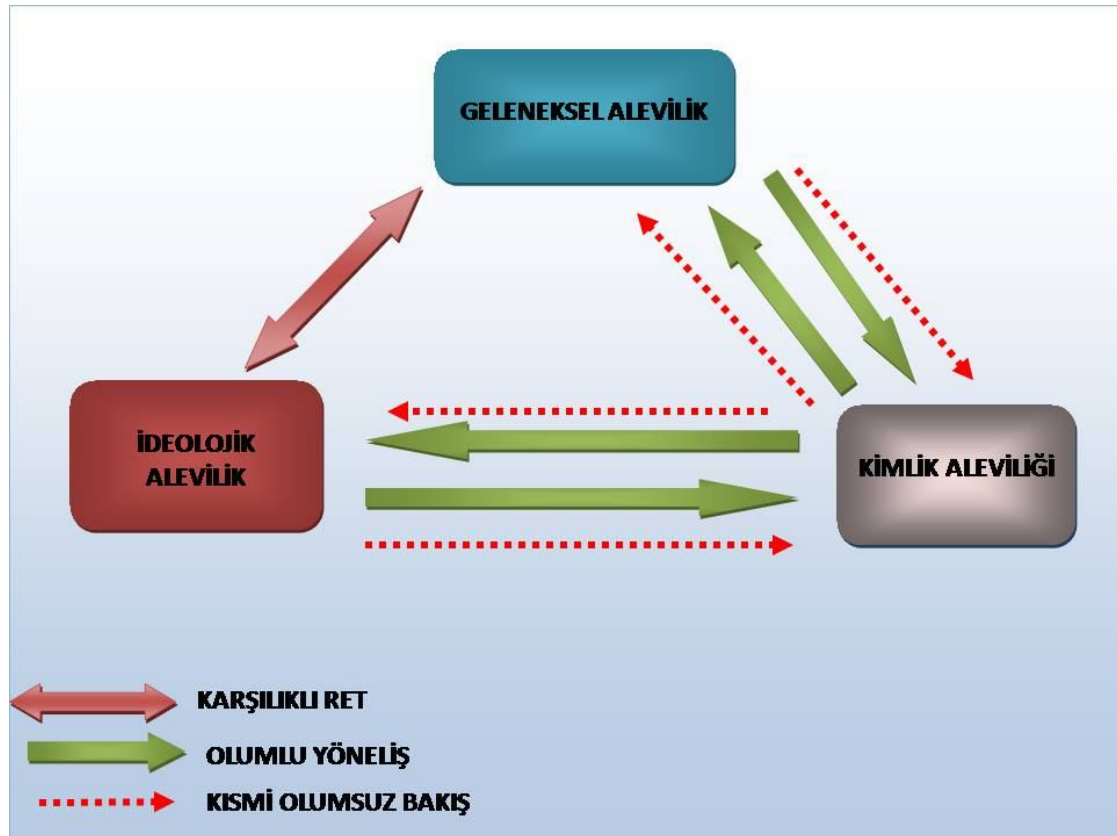 GELENEKSEL ALEVİLİK
İDEOLOJİK
ALEVİLİK
KİMLİK ALEVİLİĞİ
KARŞILIKLI RET
OLUMLU YÖNELİŞ
KISMİ OLUMSUZ BAKIŞ